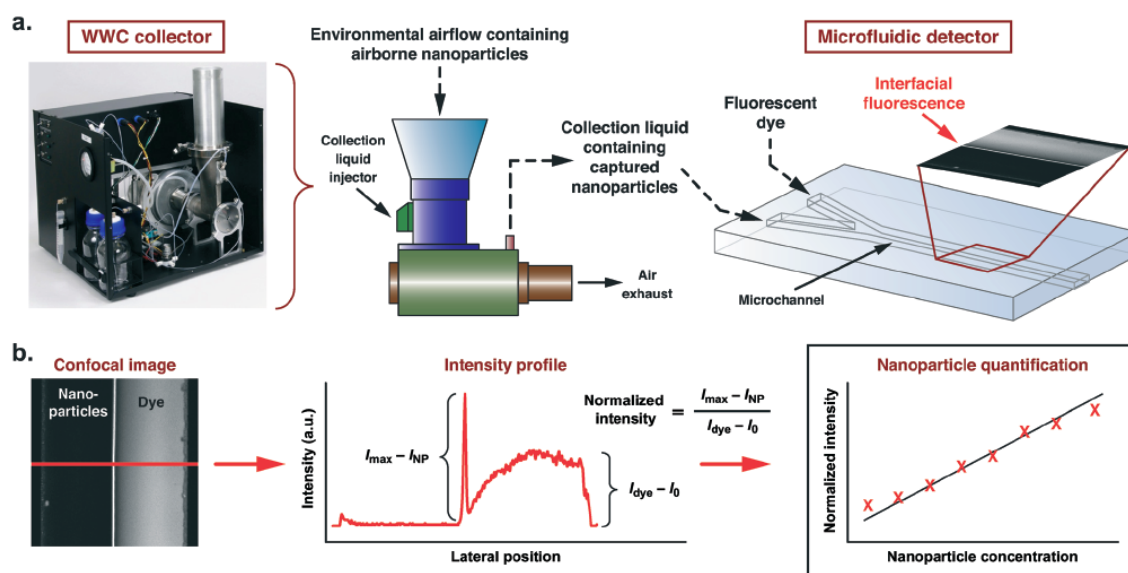 a.
WWC collector
Environmental airflow containing
airborne nanoparticles
Collection
liquid
injector
Air
exhaust
Collection liquid
containing
captured
nanoparticles
Microfluidic detector
Fluorescent
dye
Interfacial
fluorescence
Microchannel
b.
Confocal image
Nano-
particles
Dye
Intensity profile
Intensity (a.u.)
Imax – INP
Normalized
intensity
=
Imax – INP
Idye – I0
Idye – I0
Lateral position
Nanoparticle quantification
Normalized intensity
Nanoparticle concentration